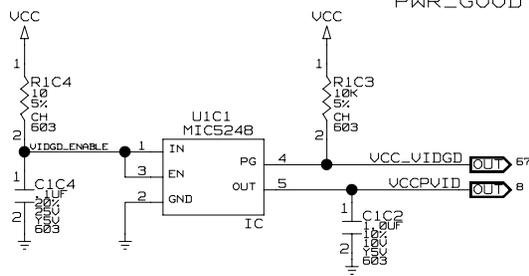 PWR_GOOD
VCC
VCC
1
R1C4
10
5%
CH
603
2
1
R1C3
10K
5%
CH
603
2
U1C1
MIC5248
VIDGD_ENABLE
1 IN
3 EN
2 GND
PG 4
OUT 5
IC
VCC_VIDGD OUT 67
VCCPVID OUT 8
1
C1C4
.1UF
20%
25V
Y5V
603
2
1
C1C2
1.0UF
10%
10V
Y5V
603
2